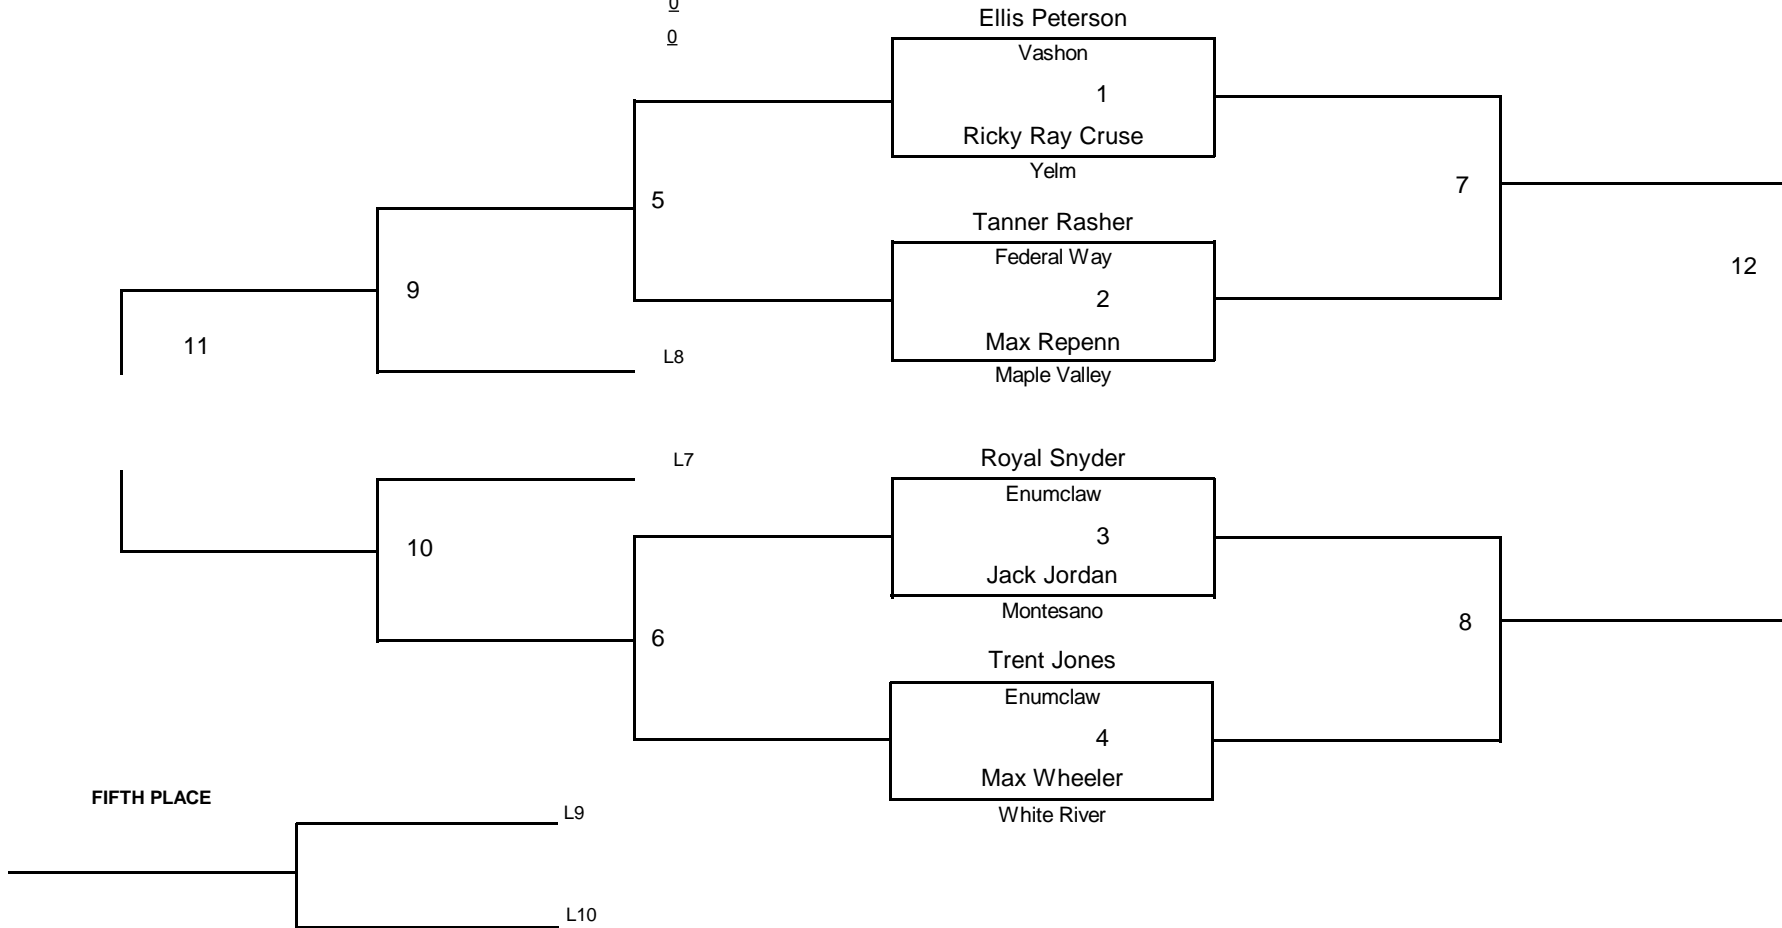 0
0
Ellis Peterson
Vashon
1
Ricky Ray Cruse
Yelm
5
7
Tanner Rasher
Federal Way
12
9
2
11
Max Repenn
L8
Maple Valley
L7
Royal Snyder
Enumclaw
3
10
Jack Jordan
Montesano
8
6
Trent Jones
Enumclaw
4
Max Wheeler
FIFTH PLACE
White River
L9
L10